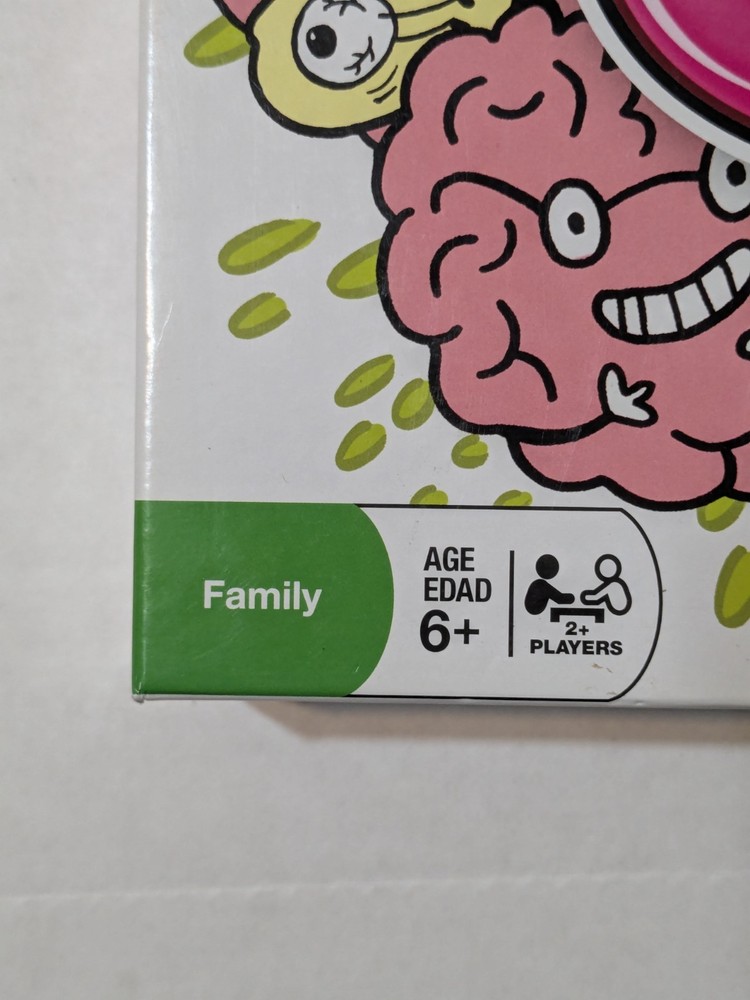 Family
AGE
EDAD
6+
2+
PLAYERS